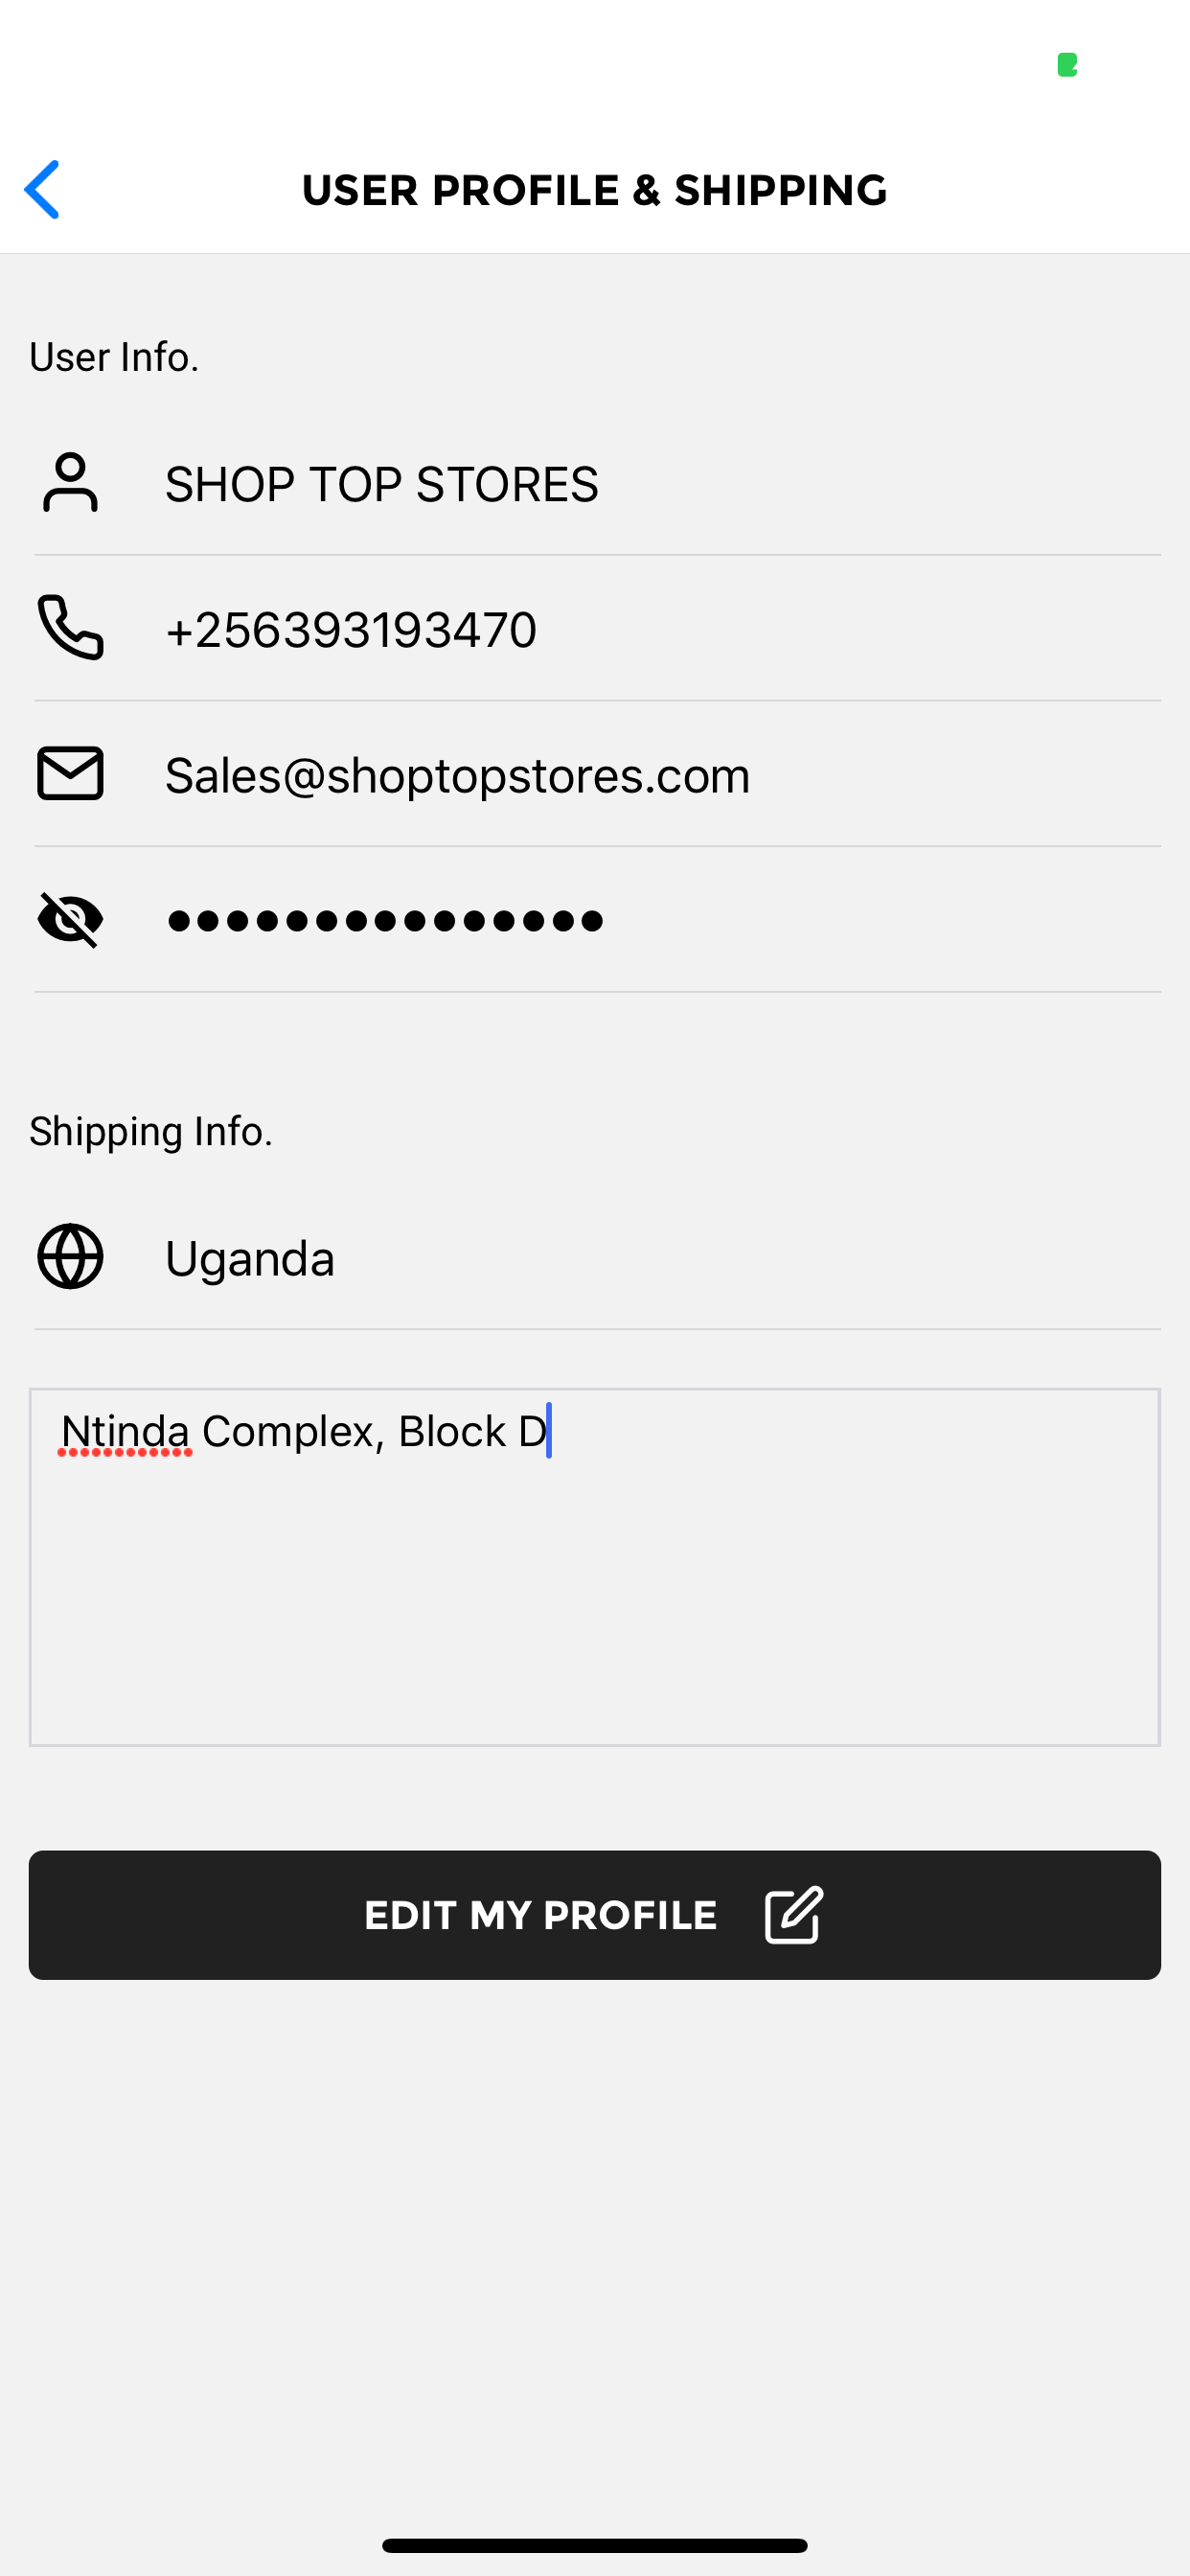 USER PROFILE & SHIPPING
User Info.
SHOP TOP STORES
+256393193470
Sales@shoptopstores.com
•••••••••••••••
Shipping Info.
Uganda
Ntinda Complex, Block D
EDIT MY PROFILE